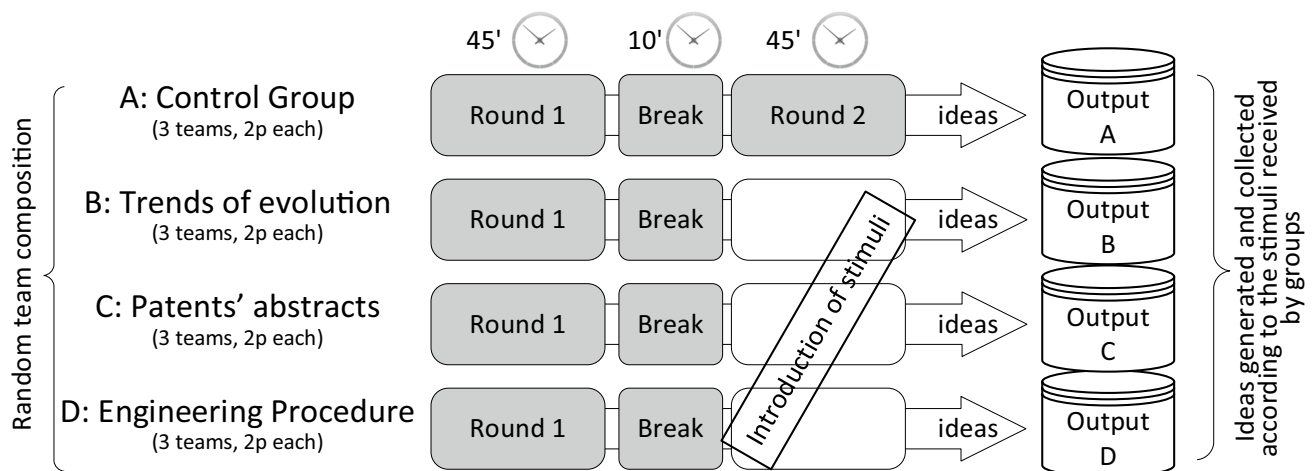 45' 10' 45'
Random team composition
A: Control Group
(3 teams, 2p each)
Round 1 Break Round 2 ideas Output
A
B: Trends of evolution
(3 teams, 2p each)
Round 1 Break ideas Output
B
C: Patents' abstracts
(3 teams, 2p each)
Round 1 Break ideas Output
C
D: Engineering Procedure
(3 teams, 2p each)
Round 1 Break ideas Output
D
Introduction of stimuli
Ideas generated and collected
according to the stimuli received
by groups